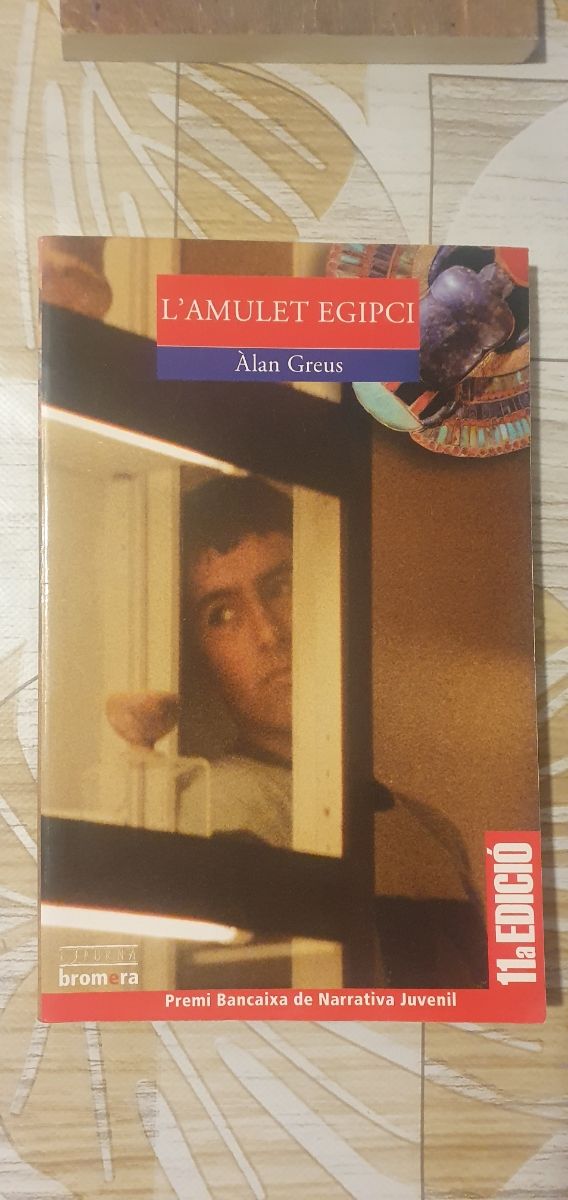 L'AMULET EGIPCI
Àlan Greus
11a EDICIÓ
ESPURNA
bromera
Premi Bancaixa de Narrativa Juvenil